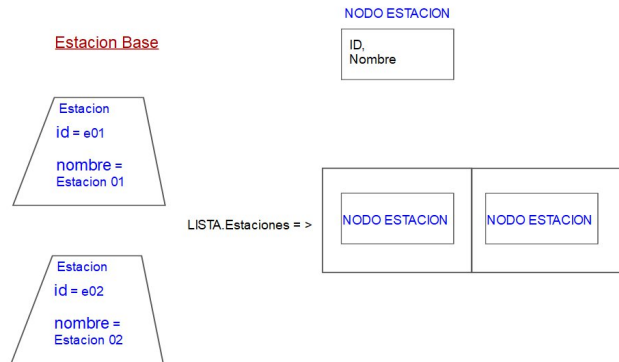 NODO ESTACION
Estacion Base
ID,
Nombre
Estacion
id = e01
nombre =
Estacion 01
LISTA.Estaciones = >
NODO ESTACION
NODO ESTACION
Estacion
id = e02
nombre =
Estacion 02